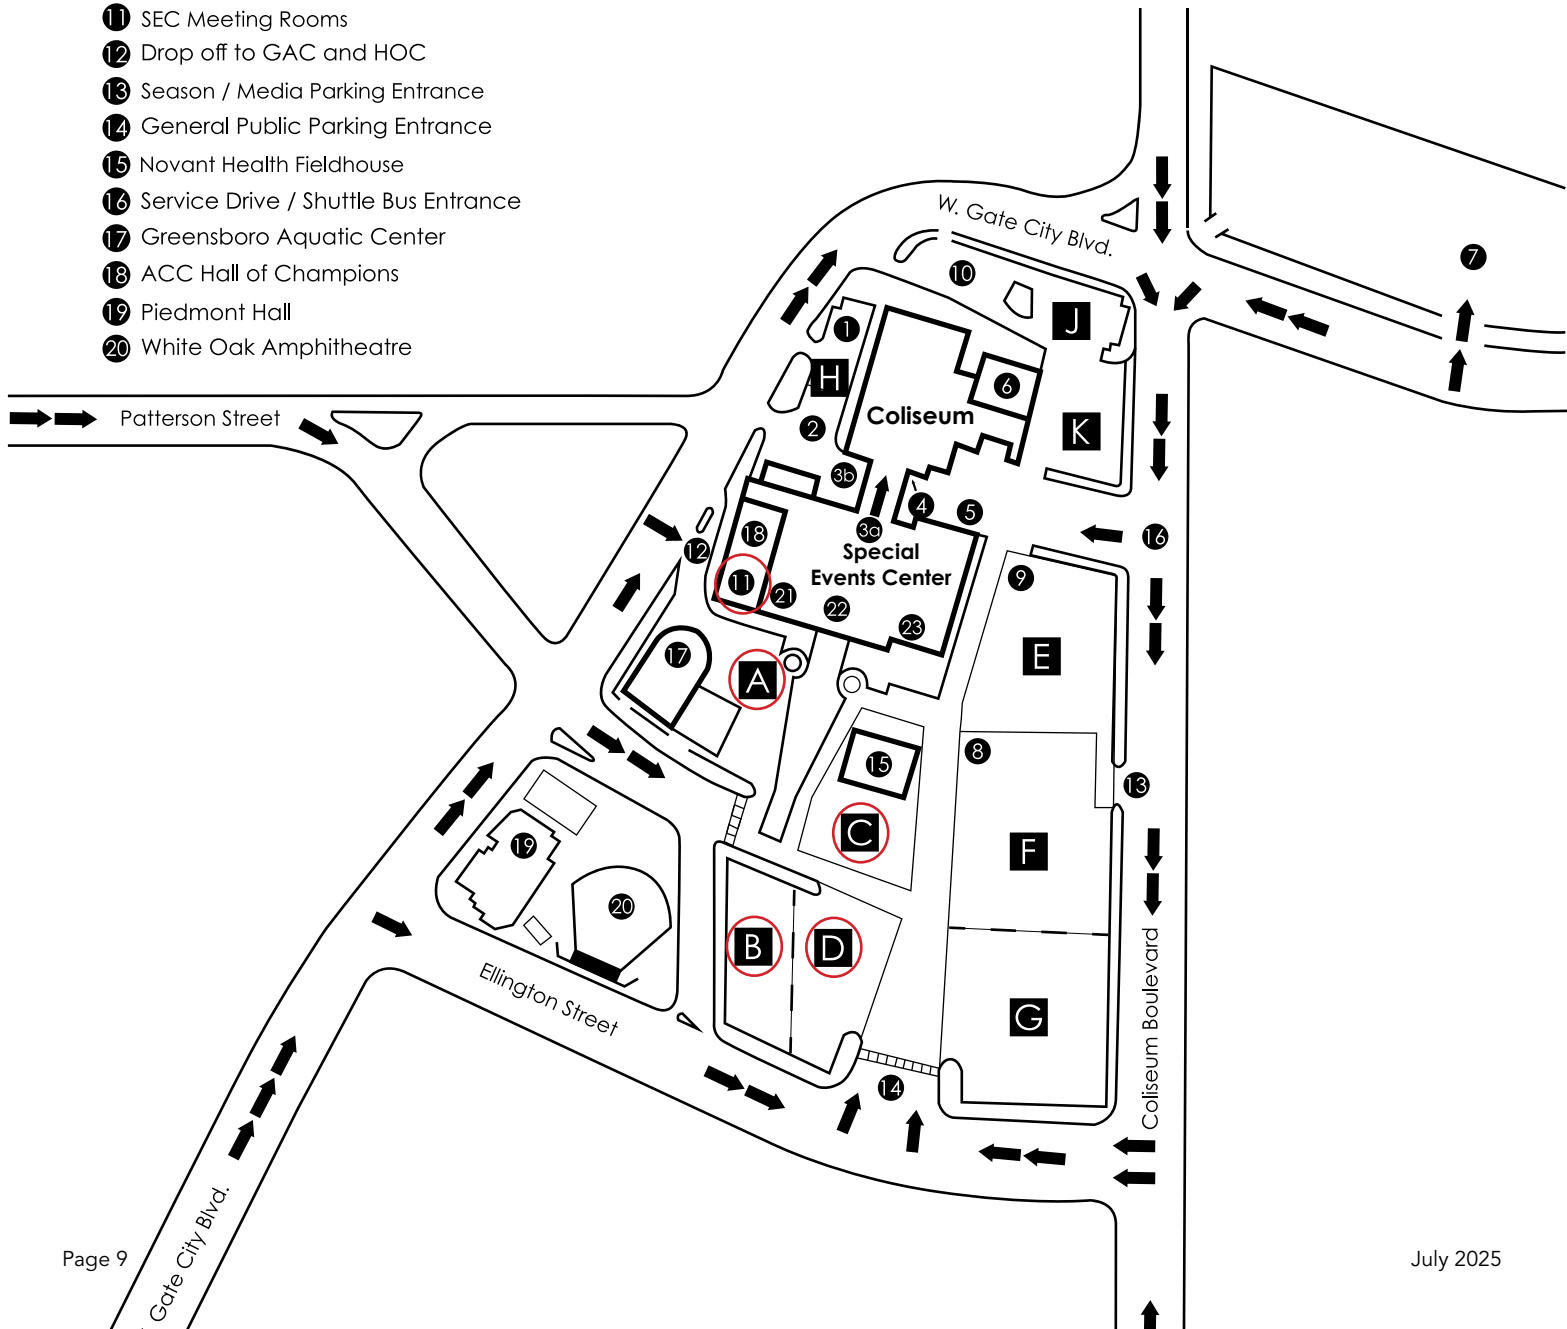 11 SEC Meeting Rooms
12 Drop off to GAC and HOC
13 Season / Media Parking Entrance
14 General Public Parking Entrance
15 Novant Health Fieldhouse
16 Service Drive / Shuttle Bus Entrance
17 Greensboro Aquatic Center
18 ACC Hall of Champions
19 Piedmont Hall
20 White Oak Amphitheatre
W. Gate City Blvd.
7
10
1
J
H
6
Patterson Street
Coliseum
2
K
3b
4
5
3a
18
12
16
Special
Events Center
9
11
21
22
23
17
A
E
15
8
13
C
F
19
20
B
D
Ellington Street
G
Coliseum Boulevard
14
Gate City Blvd.
Page 9
July 2025